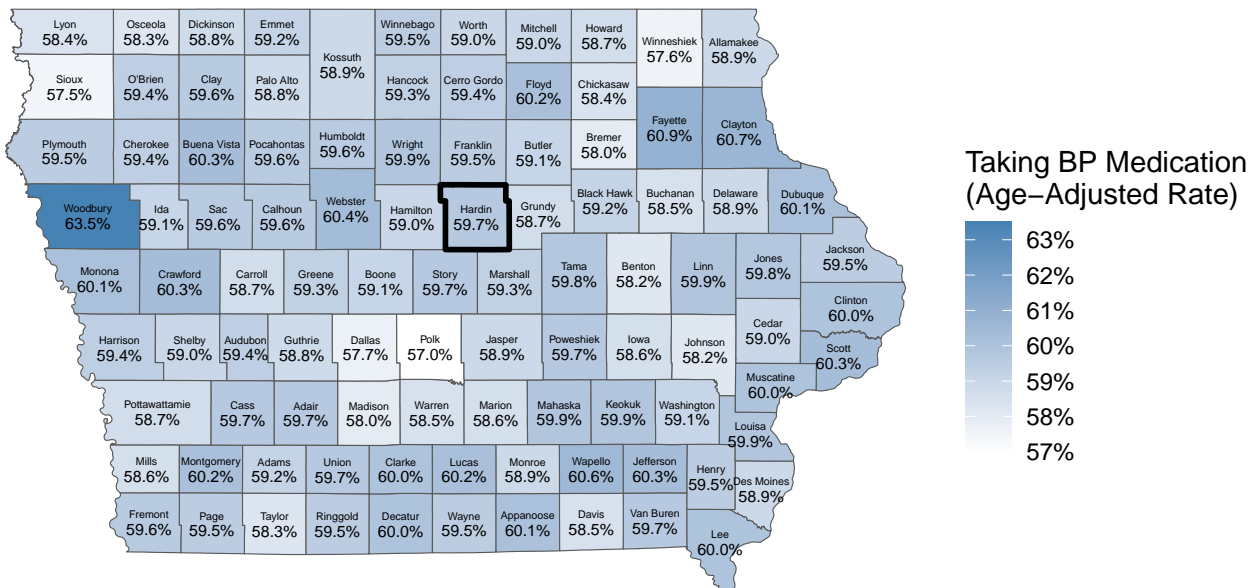 Lyon
58.4%
Osceola
58.3%
Dickinson
58.8%
Emmet
59.2%
Winnebago
59.5%
Worth
59.0%
Mitchell
59.0%
Howard
58.7%
Winneshiek
57.6%
Allamakee
58.9%
Kossuth
58.9%
Sioux
57.5%
O'Brien
59.4%
Clay
59.6%
Palo Alto
58.8%
Hancock
59.3%
Cerro Gordo
59.4%
Floyd
60.2%
Chickasaw
58.4%
Fayette
60.9%
Clayton
60.7%
Plymouth
59.5%
Cherokee
59.4%
Buena Vista
60.3%
Pocahontas
59.6%
Humboldt
59.6%
Wright
59.9%
Franklin
59.5%
Butler
59.1%
Bremer
58.0%
Woodbury
63.5%
Ida
59.1%
Sac
59.6%
Calhoun
59.6%
Webster
60.4%
Hamilton
59.0%
Hardin
59.7%
Grundy
58.7%
Black Hawk
59.2%
Buchanan
58.5%
Delaware
58.9%
Dubuque
60.1%
Monona
60.1%
Crawford
60.3%
Carroll
58.7%
Greene
59.3%
Boone
59.1%
Story
59.7%
Marshall
59.3%
Tama
59.8%
Benton
58.2%
Linn
59.9%
Jones
59.8%
Jackson
59.5%
Clinton
60.0%
Harrison
59.4%
Shelby
59.0%
Audubon
59.4%
Guthrie
58.8%
Dallas
57.7%
Polk
57.0%
Jasper
58.9%
Poweshiek
59.7%
Iowa
58.6%
Johnson
58.2%
Cedar
59.0%
Scott
60.3%
Muscatine
60.0%
Pottawattamie
58.7%
Cass
59.7%
Adair
59.7%
Madison
58.0%
Warren
58.5%
Marion
58.6%
Mahaska
59.9%
Keokuk
59.9%
Washington
59.1%
Louisa
59.9%
Mills
58.6%
Montgomery
60.2%
Adams
59.2%
Union
59.7%
Clarke
60.0%
Lucas
60.2%
Monroe
58.9%
Wapello
60.6%
Jefferson
60.3%
Henry
59.5%
Des Moines
58.9%
Fremont
59.6%
Page
59.5%
Taylor
58.3%
Ringgold
59.5%
Decatur
60.0%
Wayne
59.5%
Appanoose
60.1%
Davis
58.5%
Van Buren
59.7%
Lee
60.0%
Taking BP Medication
(Age−Adjusted Rate)
63%
62%
61%
60%
59%
58%
57%